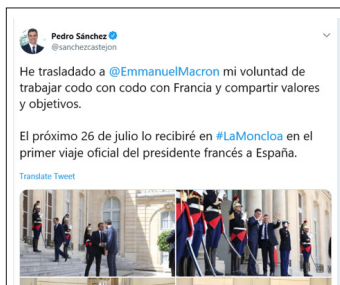 Pedro Sánchez
@sanchezcastejon
He trasladado a @EmmanuelMacron mi voluntad de
trabajar codo con codo con Francia y compartir valores
y objetivos.
El próximo 26 de julio lo recibiré en #LaMoncloa en el
primer viaje oficial del presidente francés a España.
Translate Tweet